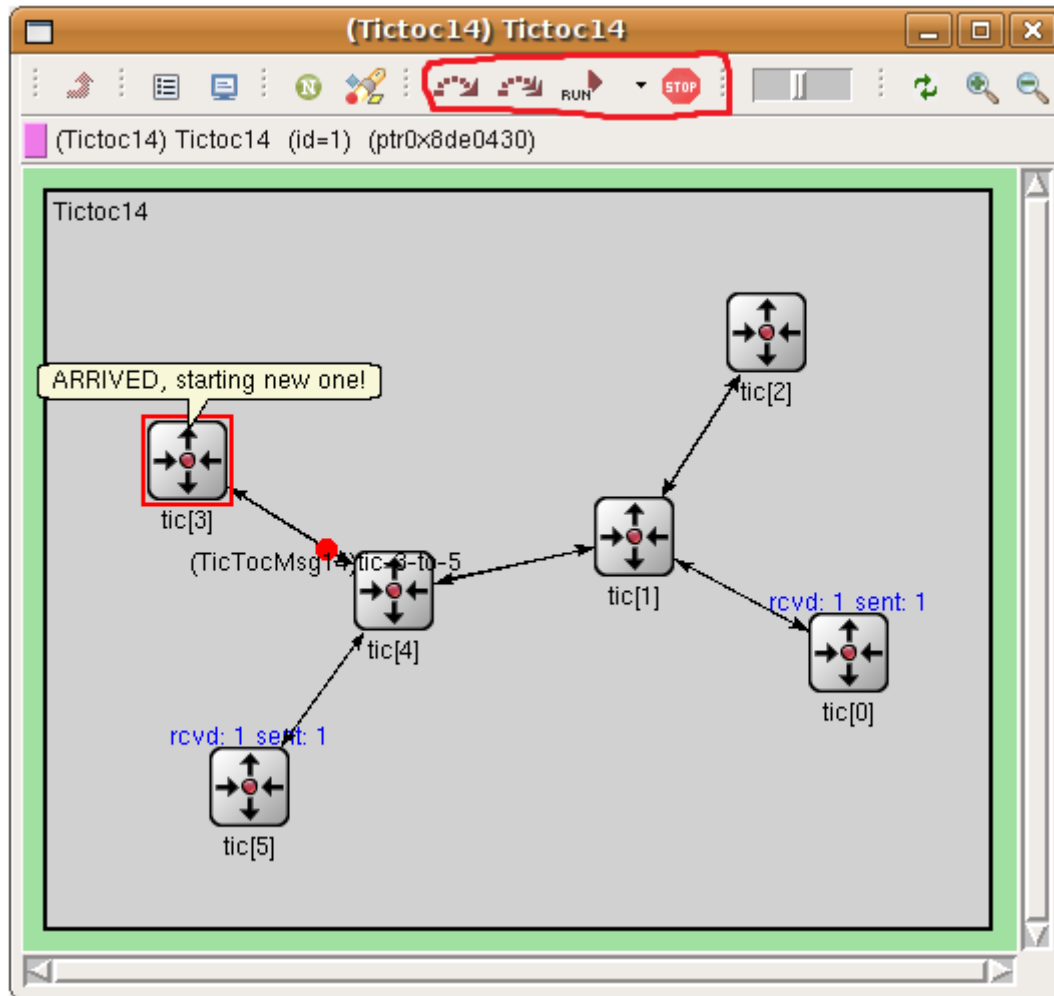 (Tictoc14) Tictoc14
N
RUN
STOP
(Tictoc14) Tictoc14 (id=1) (ptr0x8de0430)
Tictoc14
tic[2]
ARRIVED, starting new one!
tic[3]
(TicTocMsg14)tic-3-to-5
tic[1]
rcvd: 1 sent: 1
tic[4]
tic[0]
rcvd: 1 sent: 1
tic[5]